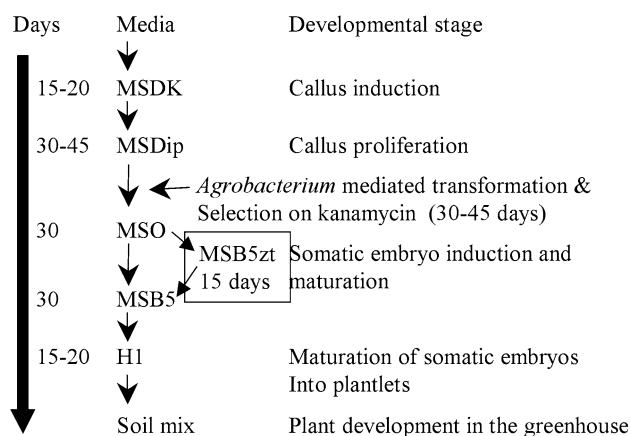 Days Media Developmental stage
15-20 MSDK Callus induction
30-45 MSDip Callus proliferation
Agrobacterium mediated transformation &
Selection on kanamycin (30-45 days)
30 MSO
MSB5zt Somatic embryo induction and
15 days maturation
30 MSB5
15-20 H1 Maturation of somatic embryos
Into plantlets
Soil mix Plant development in the greenhouse